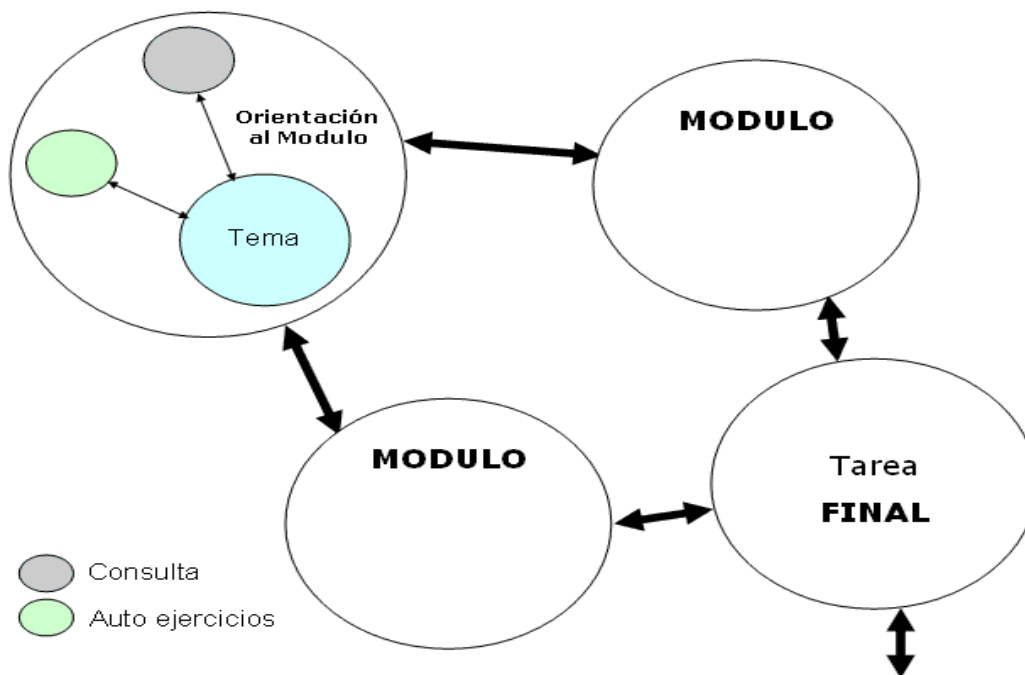 Orientación
al Modulo
Tema
MODULO
MODULO
Tarea
FINAL
Consulta
Auto ejercicios